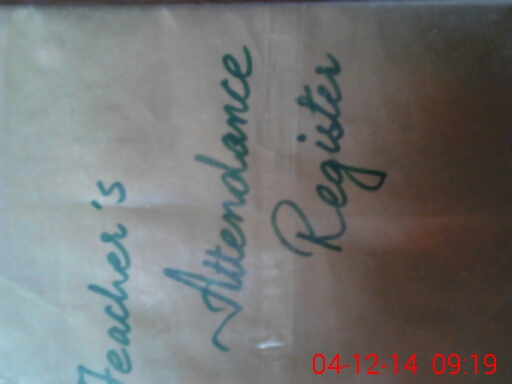 Teacher's
Attendance
Register
04-12-14 09:19